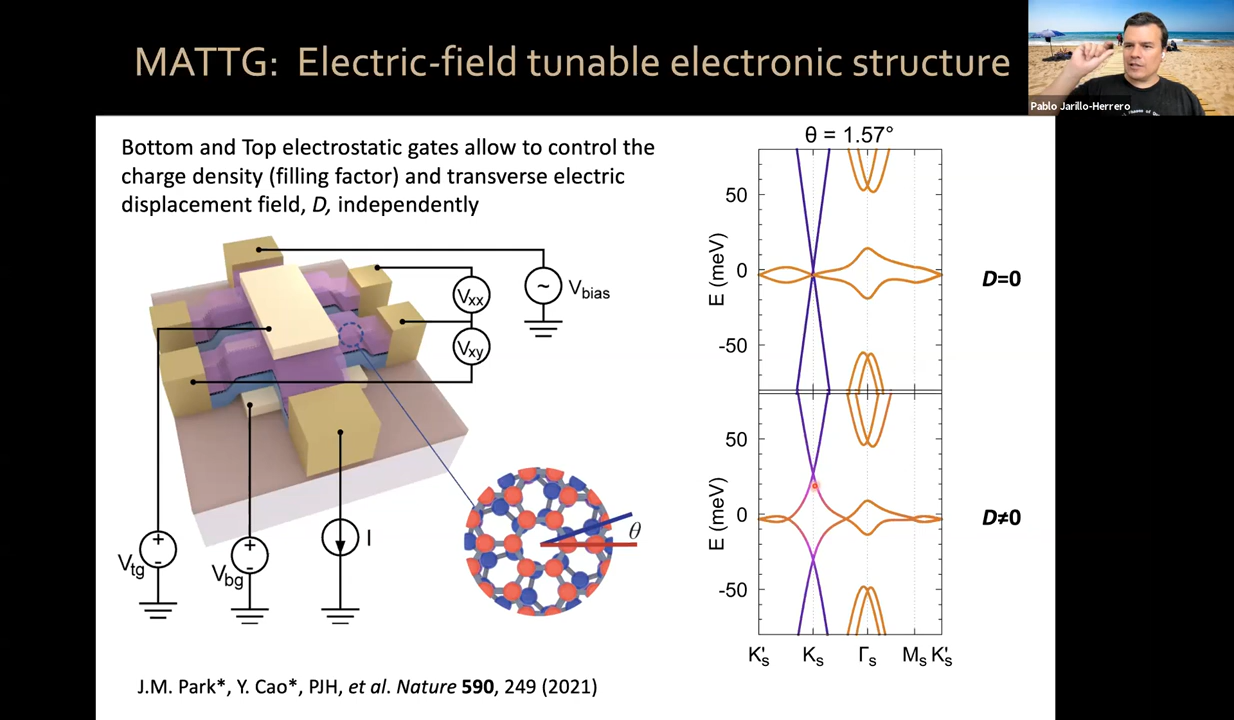 MATTG: Electric-field tunable electronic structure
Pablo Jarillo-Herrero
Bottom and Top electrostatic gates allow to control the
charge density (filling factor) and transverse electric
displacement field, D, independently
Vxx
Vxy
Vbias
Vtg
+
-
Vbg
+
-
I
θ
θ = 1.57°
E (meV)
50
0
-50
D=0
E (meV)
50
0
-50
D≠0
K's Ks Γs Ms K's
J.M. Park*, Y. Cao*, PJH, et al. Nature 590, 249 (2021)